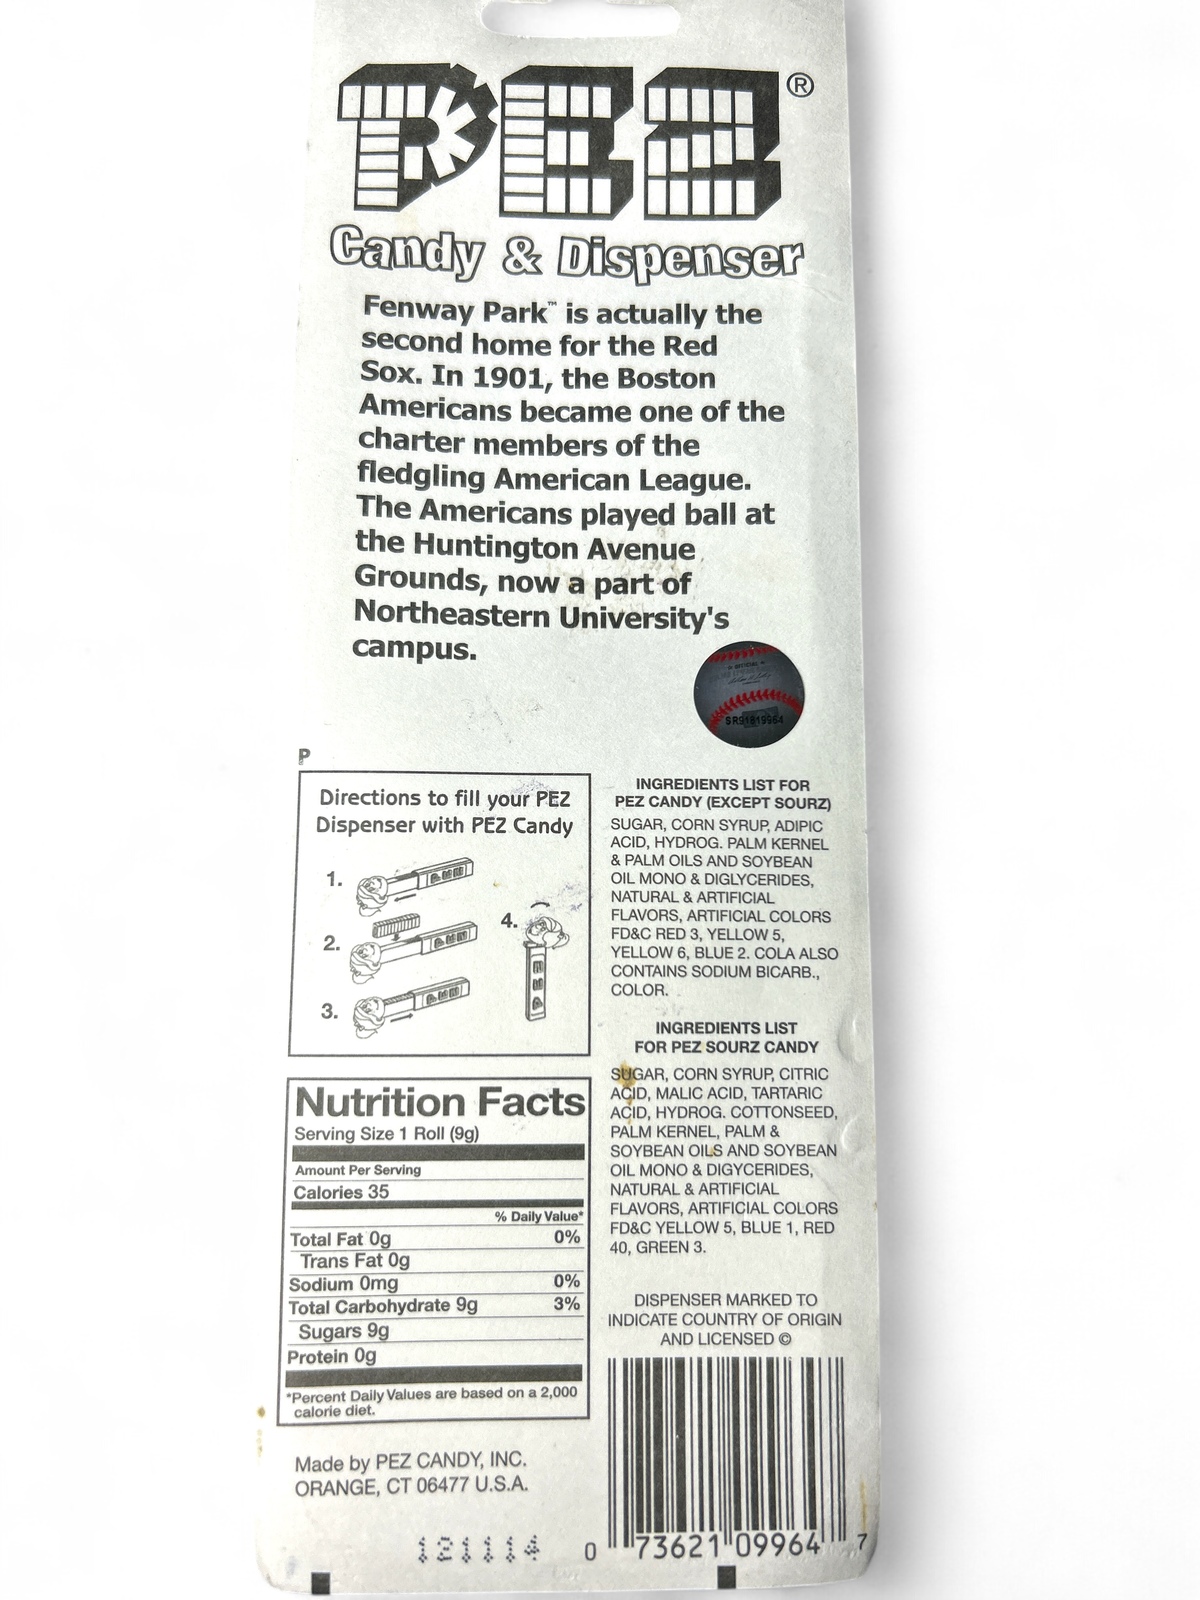 PEZ®
Candy & Dispenser
Fenway Park™ is actually the
second home for the Red
Sox. In 1901, the Boston
Americans became one of the
charter members of the
fledgling American League.
The Americans played ball at
the Huntington Avenue
Grounds, now a part of
Northeastern University's
campus.
OFFICIAL
SR91819964
P
Directions to fill your PEZ
Dispenser with PEZ Candy
1.
PEZ
2.
PEZ
3.
PEZ
4.
PEZ
Nutrition Facts
Serving Size 1 Roll (9g)
Amount Per Serving
Calories 35
% Daily Value*
Total Fat 0g 0%
Trans Fat 0g
Sodium 0mg 0%
Total Carbohydrate 9g 3%
Sugars 9g
Protein 0g
*Percent Daily Values are based on a 2,000
calorie diet.
Made by PEZ CANDY, INC.
ORANGE, CT 06477 U.S.A.
121114
INGREDIENTS LIST FOR
PEZ CANDY (EXCEPT SOURZ)
SUGAR, CORN SYRUP, ADIPIC
ACID, HYDROG. PALM KERNEL
& PALM OILS AND SOYBEAN
OIL MONO & DIGLYCERIDES,
NATURAL & ARTIFICIAL
FLAVORS, ARTIFICIAL COLORS
FD&C RED 3, YELLOW 5,
YELLOW 6, BLUE 2. COLA ALSO
CONTAINS SODIUM BICARB.,
COLOR.
INGREDIENTS LIST
FOR PEZ SOURZ CANDY
SUGAR, CORN SYRUP, CITRIC
ACID, MALIC ACID, TARTARIC
ACID, HYDROG. COTTONSEED,
PALM KERNEL, PALM &
SOYBEAN OILS AND SOYBEAN
OIL MONO & DIGYCERIDES,
NATURAL & ARTIFICIAL
FLAVORS, ARTIFICIAL COLORS
FD&C YELLOW 5, BLUE 1, RED
40, GREEN 3.
DISPENSER MARKED TO
INDICATE COUNTRY OF ORIGIN
AND LICENSED ©
0 73621 09964 7